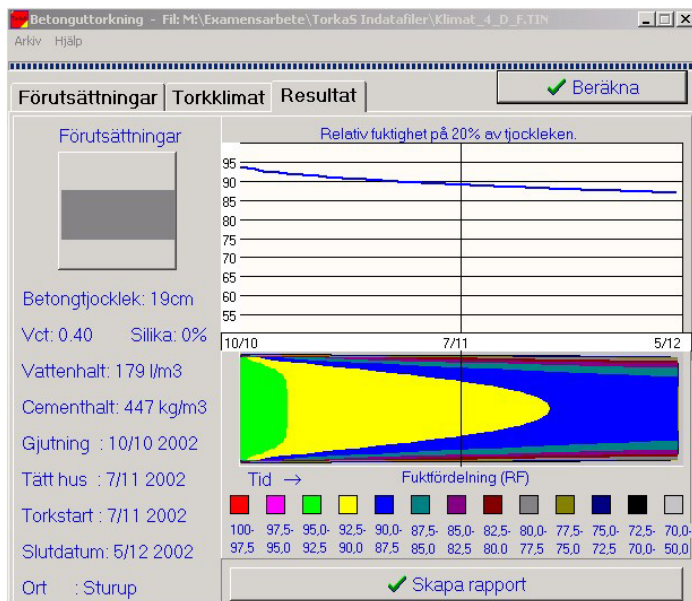 Betonguttorkning - Fil: M:\Examensarbete\TorkaS Indatafiler\Klimat_4_D_F.TIN
Arkiv Hjälp
Förutsättningar Torkklimat Resultat
Beräkna
Förutsättningar
Betongtjocklek: 19cm
Vct: 0.40 Silika: 0%
Vattenhalt: 179 l/m3
Cementhalt: 447 kg/m3
Gjutning : 10/10 2002
Tätt hus : 7/11 2002
Torkstart : 7/11 2002
Slutdatum: 5/12 2002
Ort : Sturup
Relativ fuktighet på 20% av tjockleken.
95
90
85
80
75
70
65
60
55
10/10 7/11 5/12
Tid → Fuktfördelning (RF)
100- 97,5- 95,0- 92,5- 90,0- 87,5- 85,0- 82,5- 80,0- 77,5- 75,0- 72,5- 70,0-
97,5 95,0 92,5 90,0 87,5 85,0 82,5 80.0 77,5 75,0 72,5 70,0- 50,0
Skapa rapport